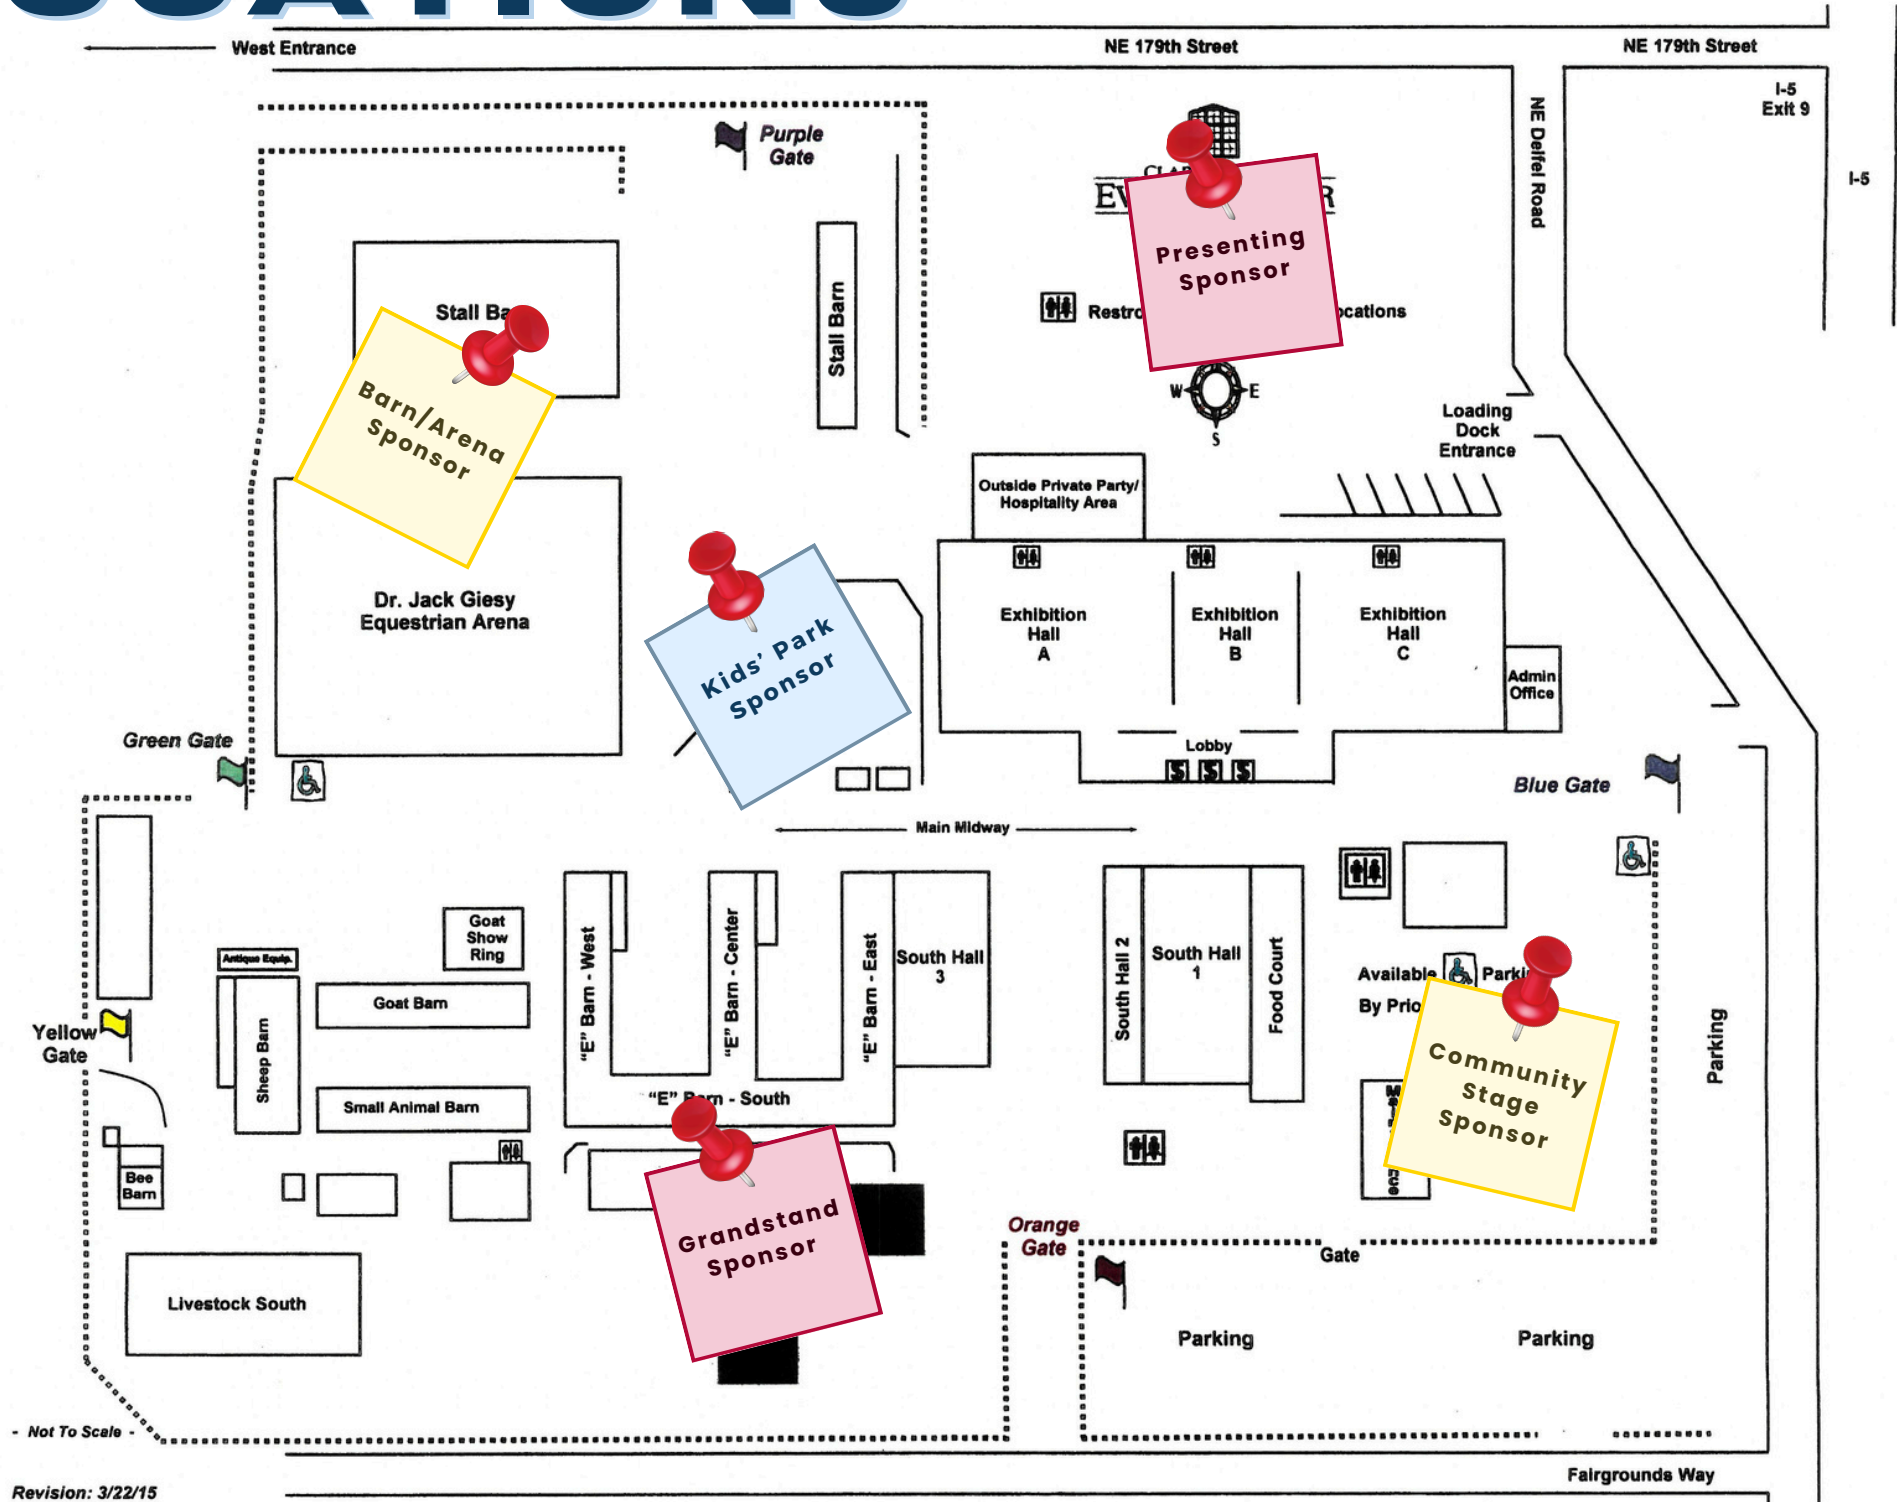 West Entrance
NE 179th Street
NE 179th Street
I-5
Exit 9
I-5
NE Delfel Road
Purple
Gate
Presenting
Sponsor
Stall
Stall Barn
W
E
S
Barn/Arena
Sponsor
Loading
Dock
Entrance
Outside Private Party/
Hospitality Area
Dr. Jack Giesy
Equestrian Arena
Kids' Park
Sponsor
Exhibition
Hall
A
Exhibition
Hall
B
Exhibition
Hall
C
Admin
Office
Lobby
$ $ $
Green Gate
Blue Gate
Main Midway
Goat
Show
Ring
Antique Equip.
Goat Barn
Sheep Barn
Small Animal Barn
"E" Barn - West
"E" Barn - Center
"E" Barn - East
South Hall
3
"E" Barn - South
South Hall 2
South Hall
1
Food Court
Available
By
Community
Stage
Sponsor
Parking
Yellow
Gate
Bee
Barn
Grandstand
Sponsor
Orange
Gate
Gate
Livestock South
Parking
Parking
- Not To Scale -
Fairgrounds Way
Revision: 3/22/15